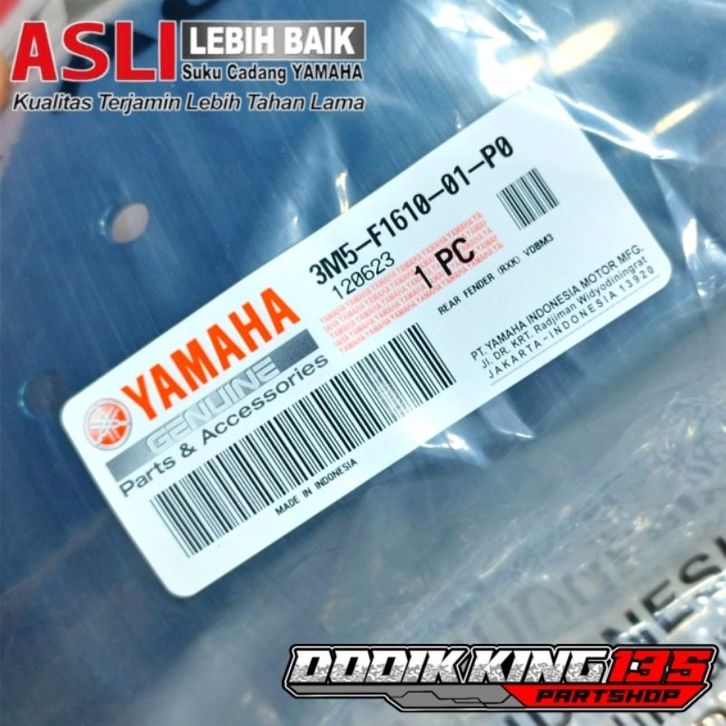 ASLI LEBIH BAIK
Suku Cadang YAMAHA
Kualitas Terjamin Lebih Tahan Lama
3M5-F1610-01-P0
120623
1 PC
REAR FENDER (RXK) VDBM3
YAMAHA
GENUINE
Parts & Accessories
MADE IN INDONESIA
PT. YAMAHA INDONESIA MOTOR MFG.
Jl. DR. KRT. Radjiman Widyodiningrat
JAKARTA-INDONESIA 13920
DODIK KING 135
PARTSHOP